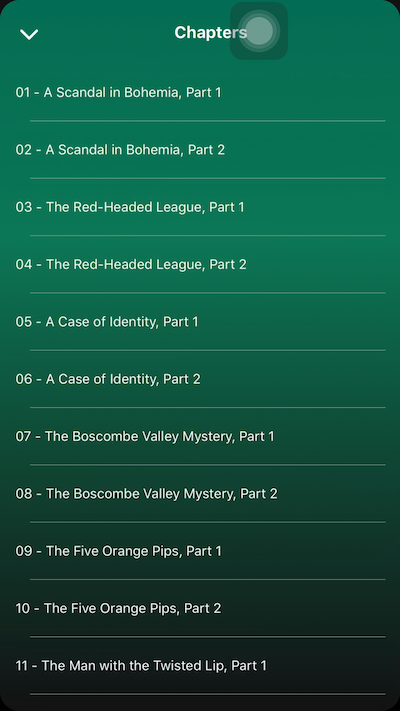 Chapters
01 - A Scandal in Bohemia, Part 1
02 - A Scandal in Bohemia, Part 2
03 - The Red-Headed League, Part 1
04 - The Red-Headed League, Part 2
05 - A Case of Identity, Part 1
06 - A Case of Identity, Part 2
07 - The Boscombe Valley Mystery, Part 1
08 - The Boscombe Valley Mystery, Part 2
09 - The Five Orange Pips, Part 1
10 - The Five Orange Pips, Part 2
11 - The Man with the Twisted Lip, Part 1